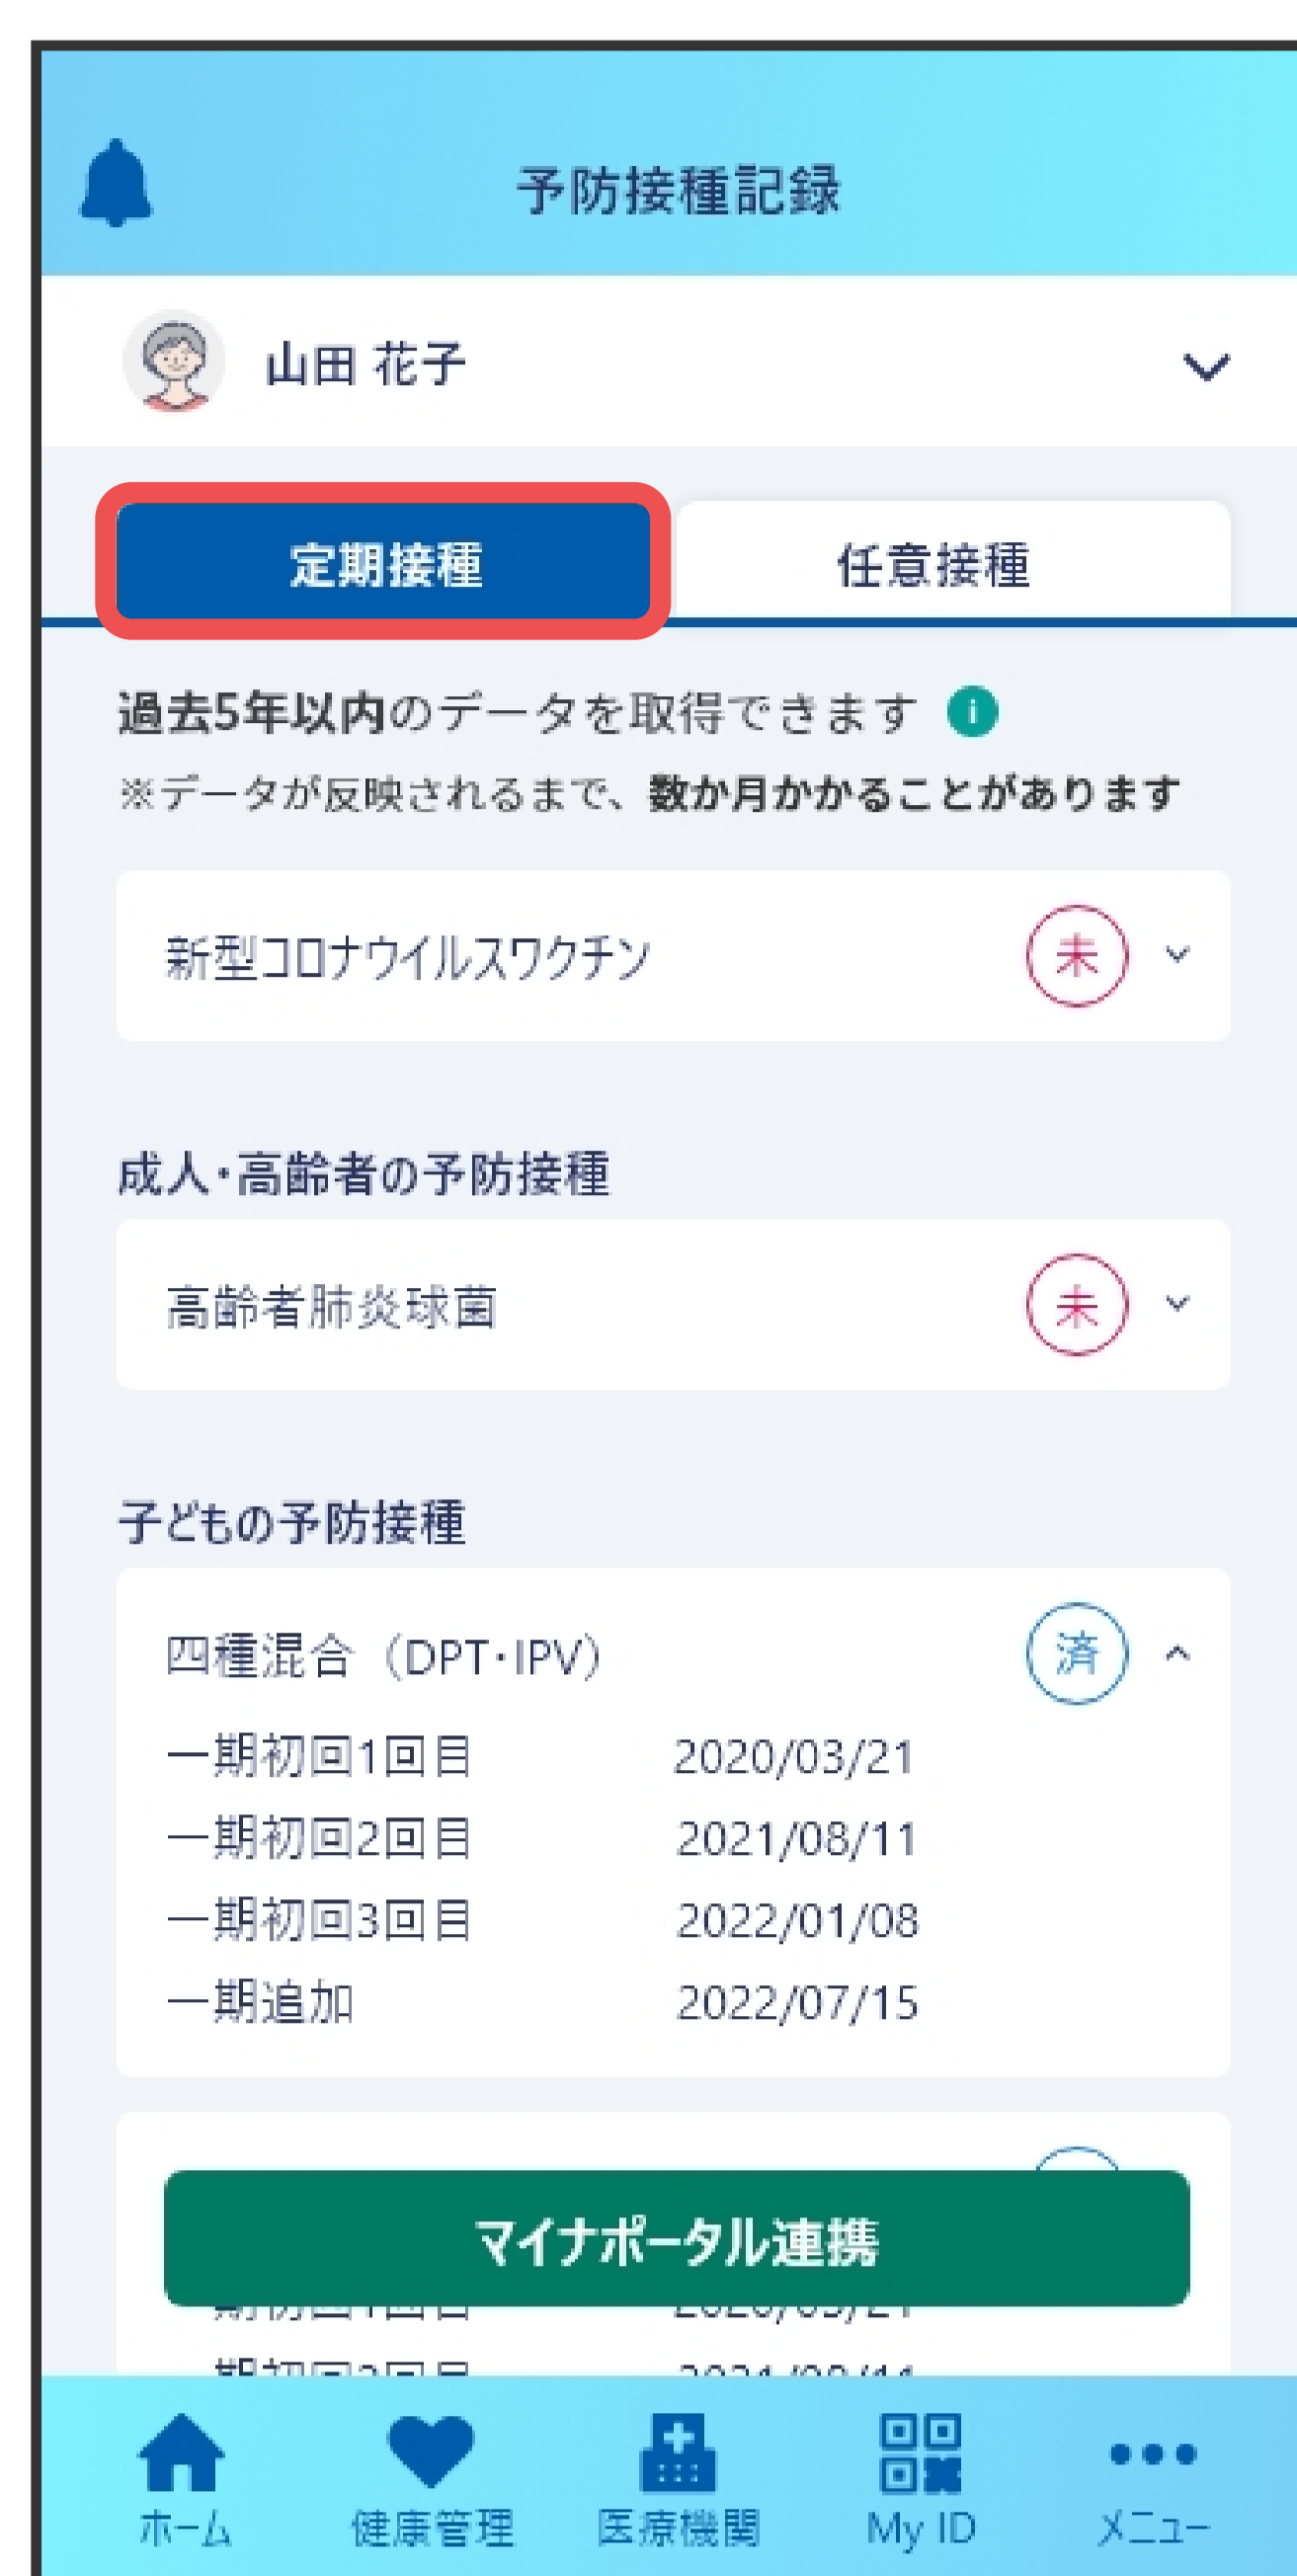 予防接種記録
山田 花子
定期接種 任意接種
過去5年以内のデータを取得できます i
※データが反映されるまで、数か月かかることがあります
新型コロナウイルスワクチン 未
成人・高齢者の予防接種
高齢者肺炎球菌 未
子どもの予防接種
四種混合（DPT・IPV） 済
一期初回1回目 2020/03/21
一期初回2回目 2021/08/11
一期初回3回目 2022/01/08
一期追加 2022/07/15
マイナポータル連携
ホーム 健康管理 医療機関 My ID メニュー